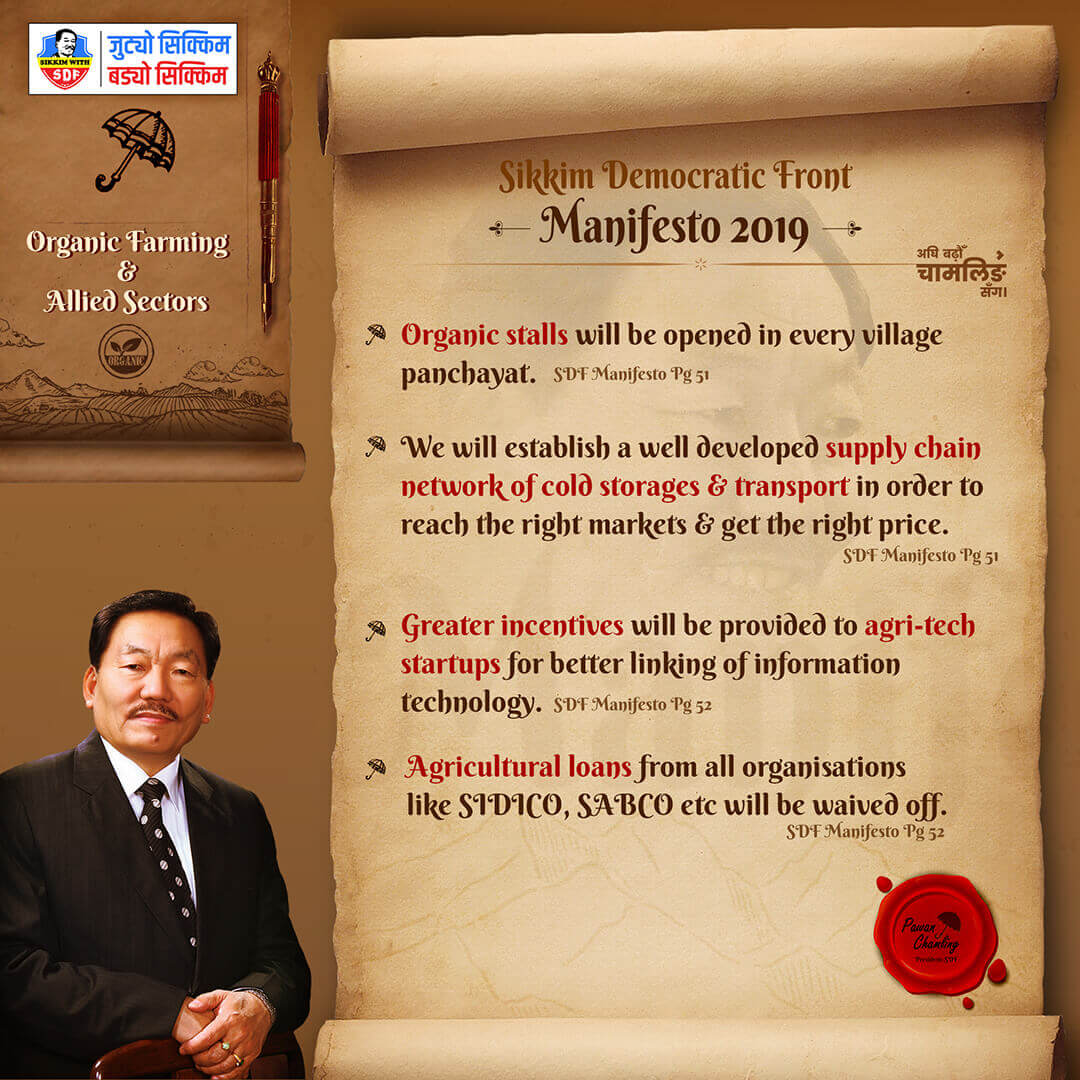 SIKKIM WITH
SDF
जुट्यो सिक्किम
बड्यो सिक्किम
Organic Farming
&
Allied Sectors
ORGANIC
Sikkim Democratic Front
Manifesto 2019
अघि बढौँ
चामलिङ
सँग।
Organic stalls will be opened in every village
panchayat. SDF Manifesto Pg 51
We will establish a well developed supply chain
network of cold storages & transport in order to
reach the right markets & get the right price.
SDF Manifesto Pg 51
Greater incentives will be provided to agri-tech
startups for better linking of information
technology. SDF Manifesto Pg 52
Agricultural loans from all organisations
like SIDICO, SABCO etc will be waived off.
SDF Manifesto Pg 52
Pawan
Chamling
President-SDF